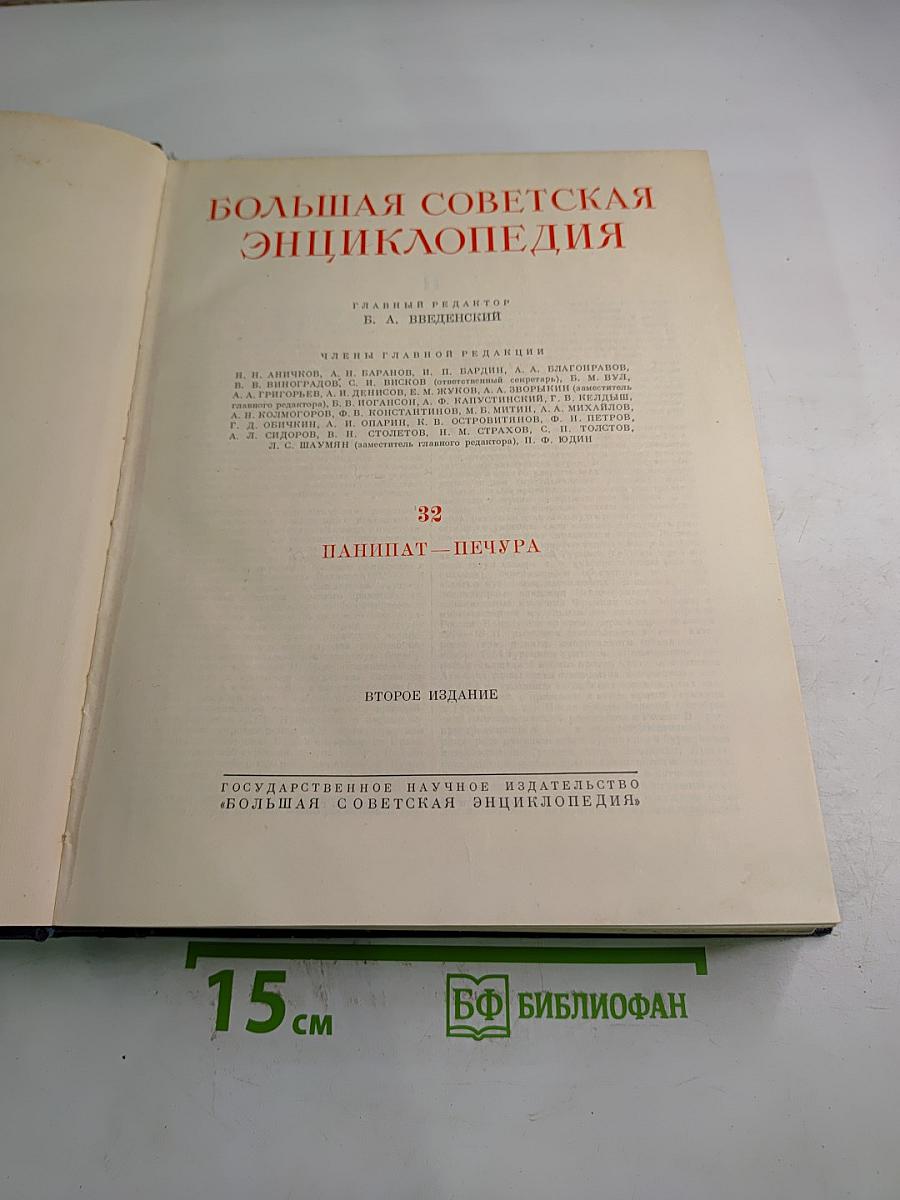 БОЛЬШАЯ СОВЕТСКАЯ
ЭНЦИКЛОПЕДИЯ
ГЛАВНЫЙ РЕДАКТОР
Б. А. ВВЕДЕНСКИЙ
ЧЛЕНЫ ГЛАВНОЙ РЕДАКЦИИ
Н. Н. АНИЧКОВ, А. Н. БАРАНОВ, И. П. БАРДИН, А. А. БЛАГОНРАВОВ,
В. В. ВИНОГРАДОВ, С. И. ВИСКОВ (ответственный секретарь), Б. М. ВУЛ,
А. А. ГРИГОРЬЕВ, А. И. ДЕНИСОВ, Е. М. ЖУКОВ, А. А. ЗВОРЫКИН (заместитель
главного редактора), Б. В. ИОГАНСОН, А. Ф. КАПУСТИНСКИЙ, Г. В. КЕЛДЫШ,
А. Н. КОЛМОГОРОВ, Ф. В. КОНСТАНТИНОВ, М. Б. МИТИН, А. А. МИХАЙЛОВ,
Г. Д. ОБИЧКИН, А. И. ОПАРИН, К. В. ОСТРОВИТЯНОВ, Ф. Н. ПЕТРОВ,
А. Л. СИДОРОВ, В. Н. СТОЛЕТОВ, Н. М. СТРАХОВ, С. П. ТОЛСТОВ,
Л. С. ШАУМЯН (заместитель главного редактора), П. Ф. ЮДИН
32
ПАНИПАТ — ПЕЧУРА
ВТОРОЕ ИЗДАНИЕ
ГОСУДАРСТВЕННОЕ НАУЧНОЕ ИЗДАТЕЛЬСТВО
«БОЛЬШАЯ СОВЕТСКАЯ ЭНЦИКЛОПЕДИЯ»
15 см
БФ БИБЛИОФАН